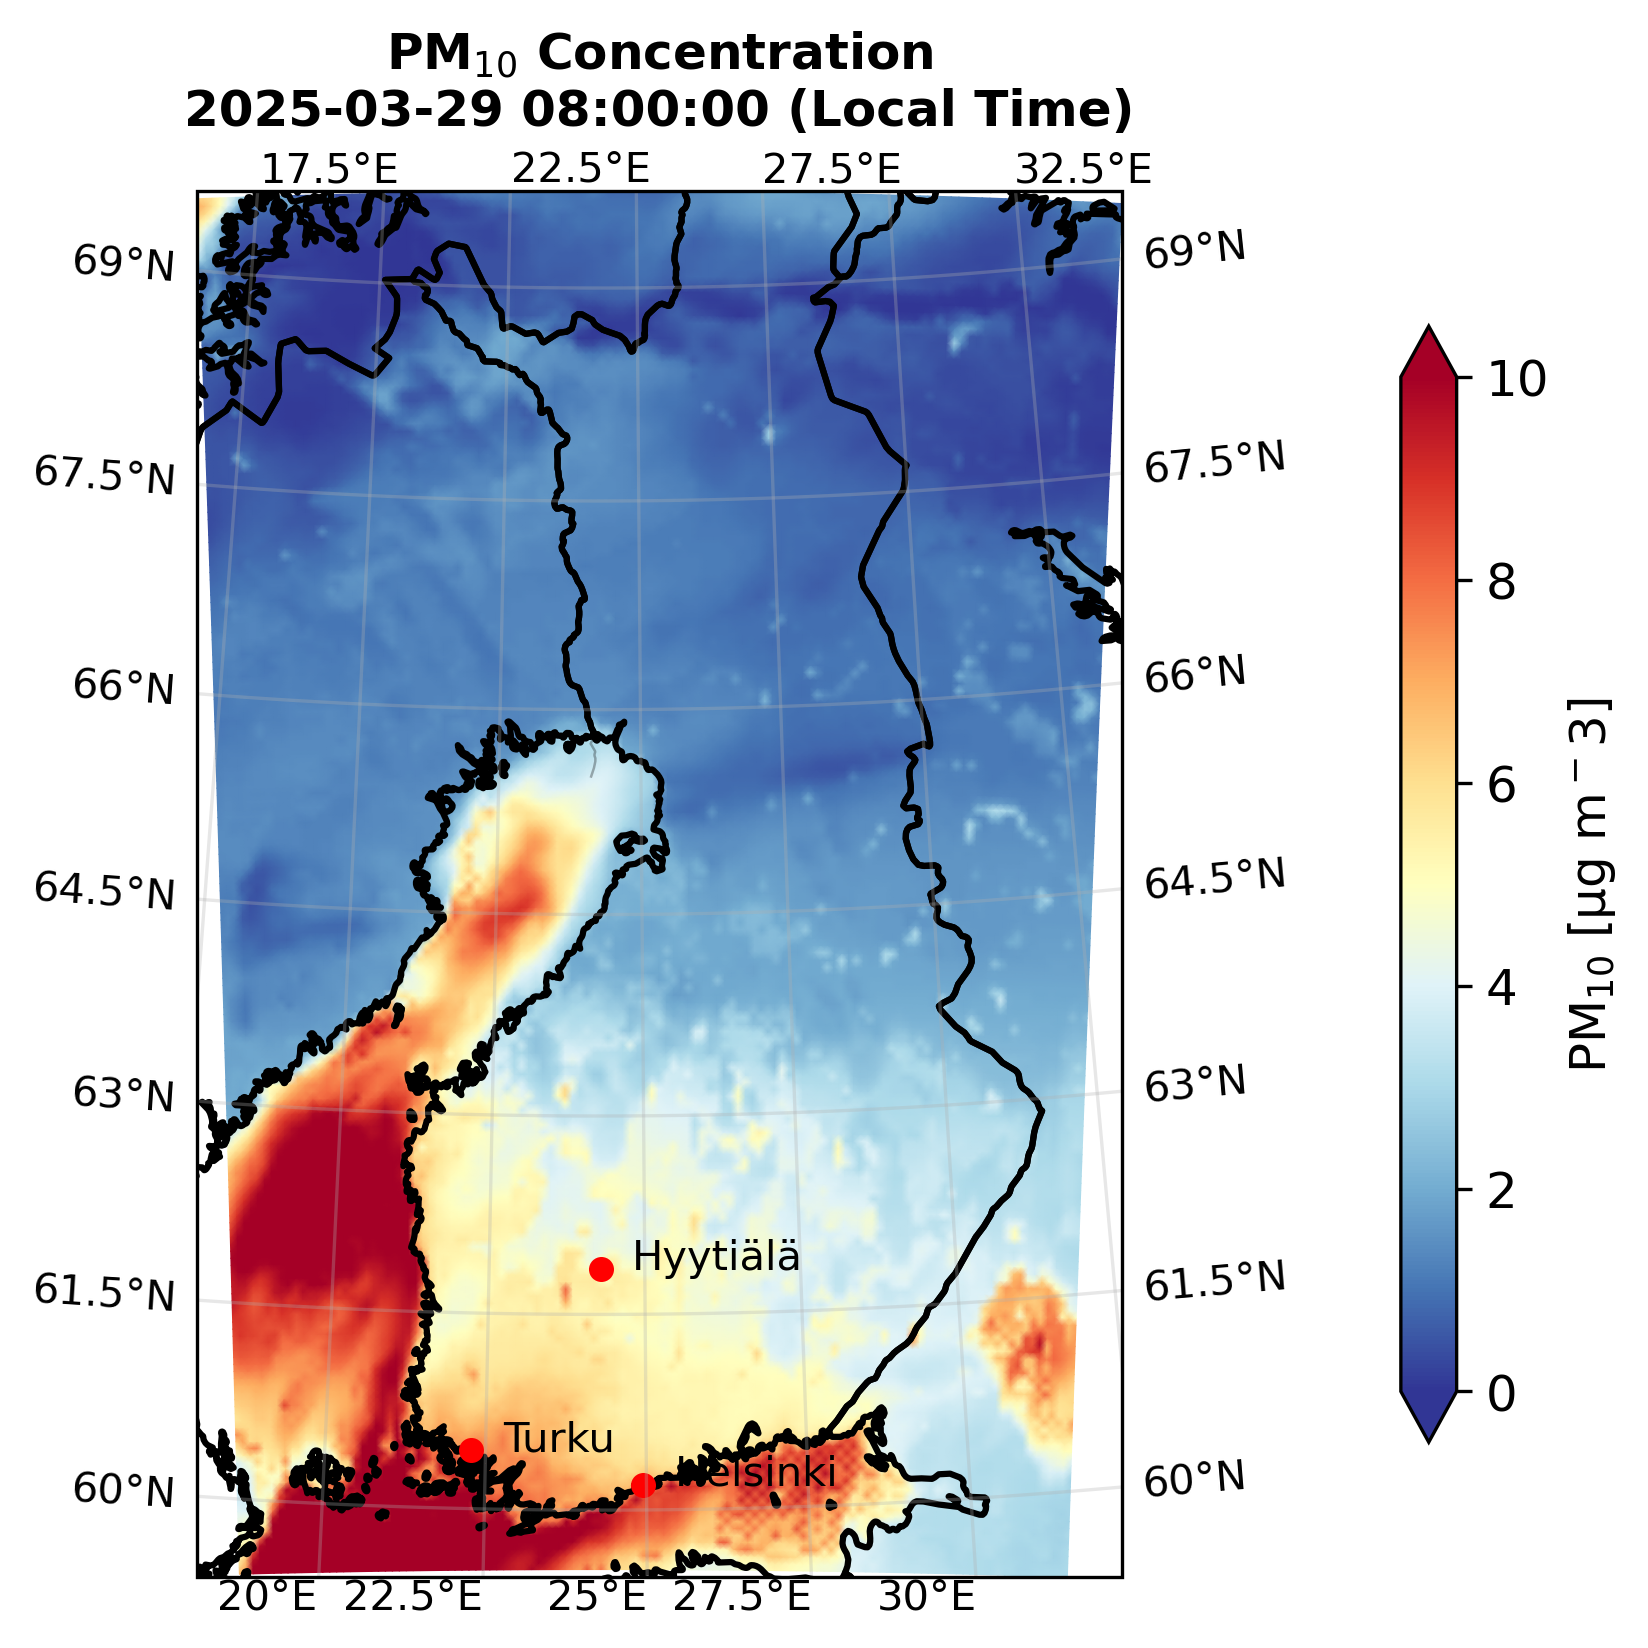 PM₁₀ Concentration
2025-03-29 08:00:00 (Local Time)
17.5°E 22.5°E 27.5°E 32.5°E
69°N 69°N
67.5°N 67.5°N
66°N 66°N
64.5°N 64.5°N
63°N 63°N
61.5°N 61.5°N
60°N 60°N
Hyytiälä
Turku
Helsinki
20°E 22.5°E 25°E 27.5°E 30°E
10
8
6
4
2
0
PM₁₀ [µg m⁻ 3]